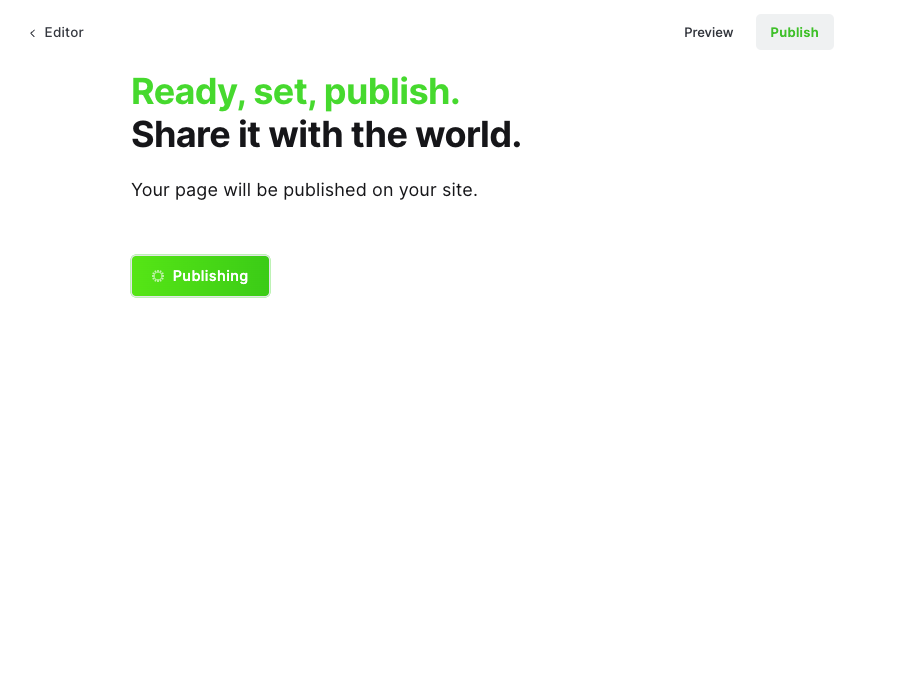 Editor
Preview
Publish
Ready, set, publish.
Share it with the world.
Your page will be published on your site.
Publishing